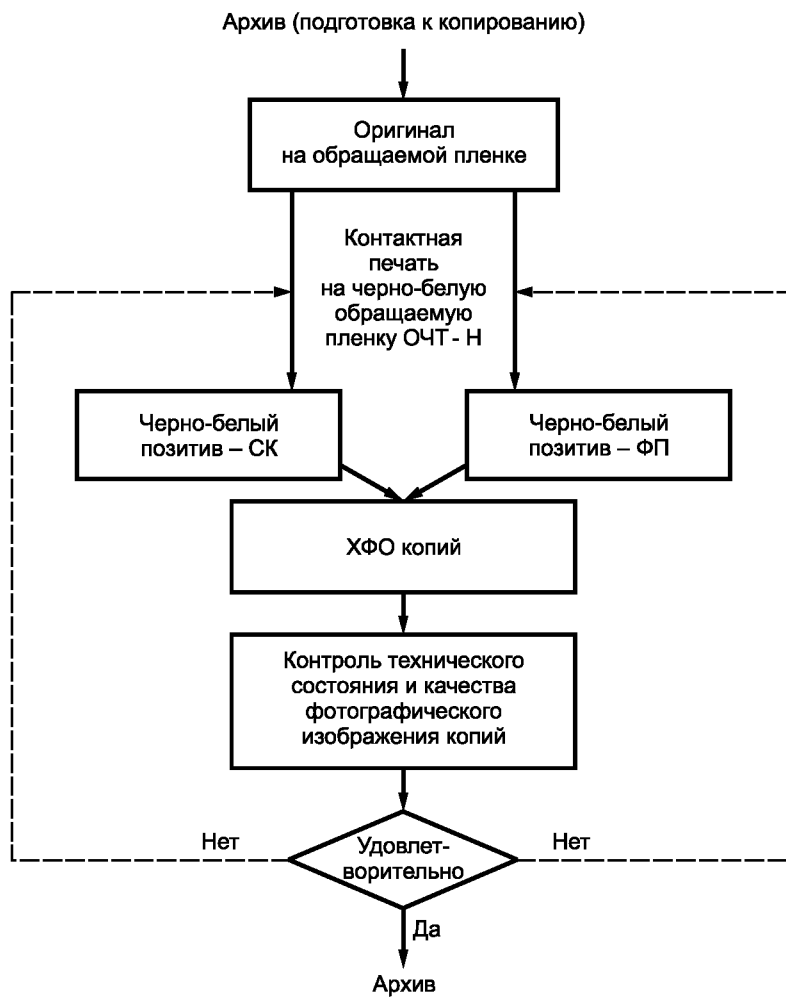 Архив (подготовка к копированию)
Оригинал
на обращаемой пленке
Контактная
печать
на черно-белую
обращаемую
пленку ОЧТ - Н
Черно-белый
позитив – СК
Черно-белый
позитив – ФП
ХФО копий
Контроль технического
состояния и качества
фотографического
изображения копий
Нет
Удовлет-
ворительно
Нет
Да
Архив